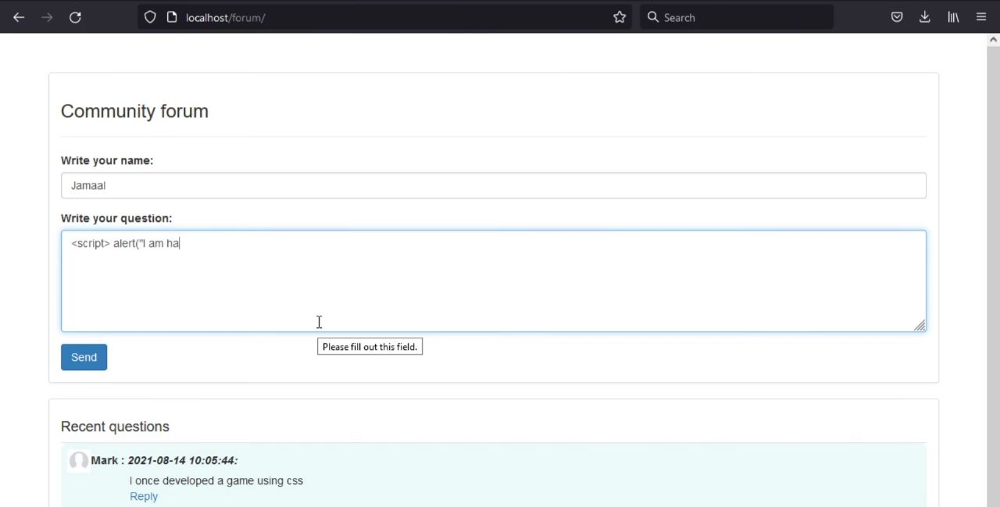 localhost/forum/
Search
Community forum
Write your name:
Jamaal
Write your question:
<script> alert("I am ha
Please fill out this field.
Send
Recent questions
Mark : 2021-08-14 10:05:44:
I once developed a game using css
Reply